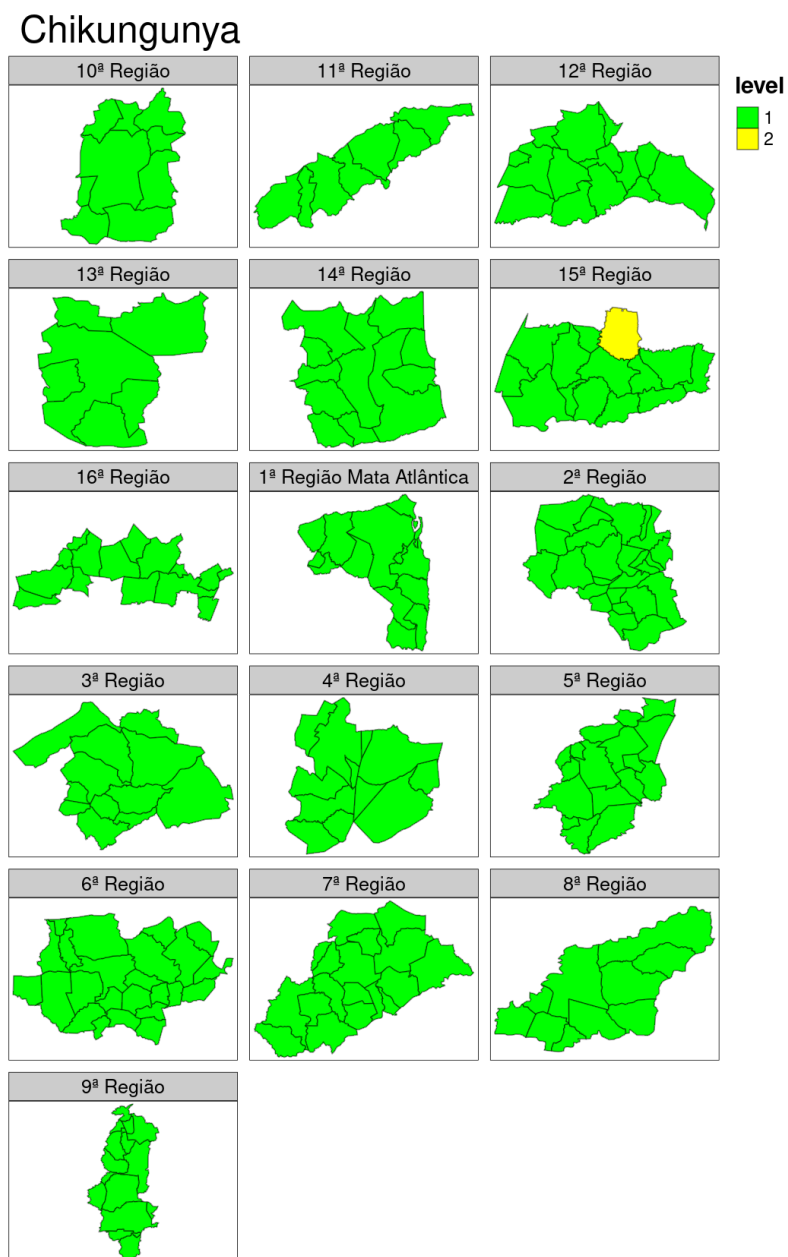 Chikungunya
10ª Região
11ª Região
12ª Região
level
1
2
13ª Região
14ª Região
15ª Região
16ª Região
1ª Região Mata Atlântica
2ª Região
3ª Região
4ª Região
5ª Região
6ª Região
7ª Região
8ª Região
9ª Região